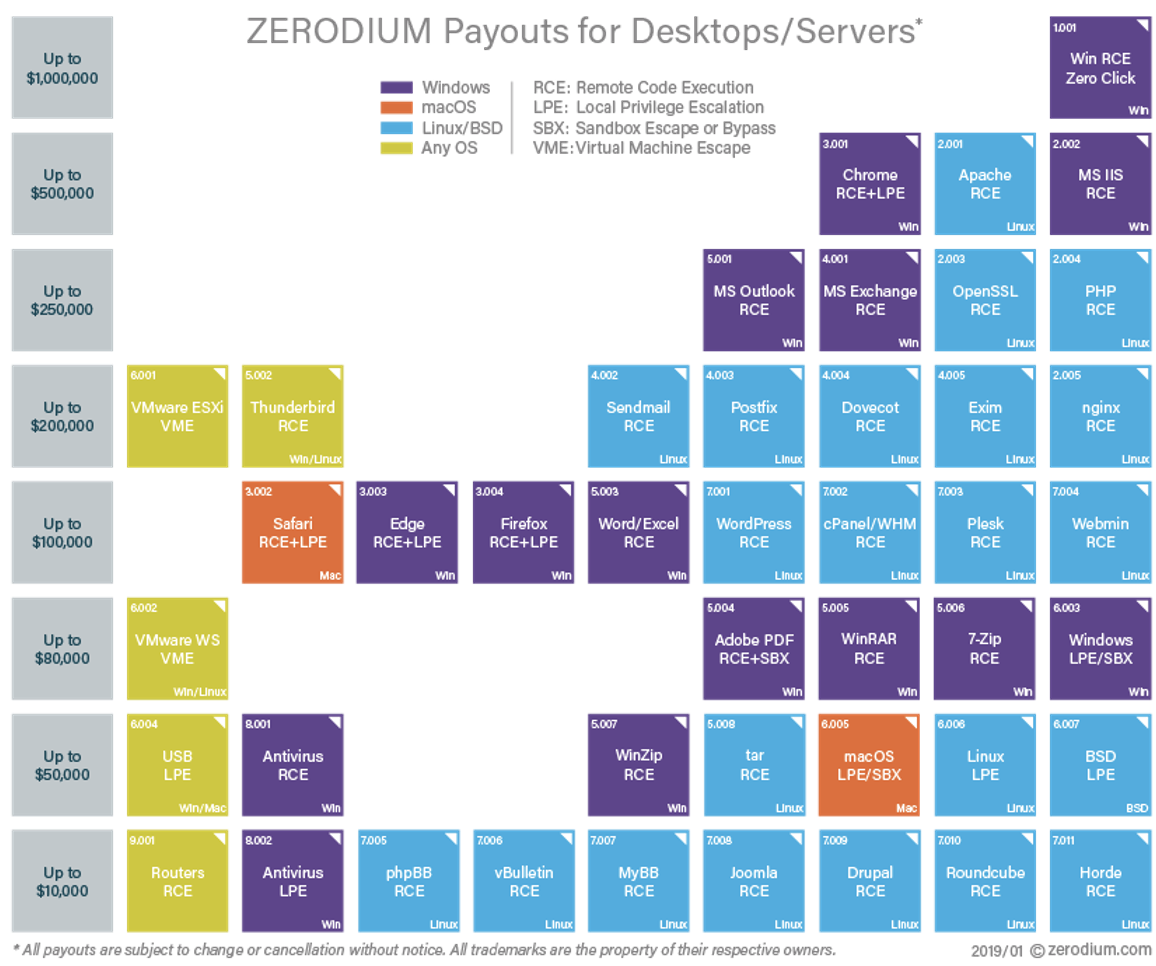 ZERODIUM Payouts for Desktops/Servers*
Windows
macOS
Linux/BSD
Any OS
RCE: Remote Code Execution
LPE: Local Privilege Escalation
SBX: Sandbox Escape or Bypass
VME: Virtual Machine Escape
Up to
$1,000,000
1.001
Win RCE
Zero Click
Win
Up to
$500,000
3.001
Chrome
RCE+LPE
Win
2.001
Apache
RCE
Linux
2.002
MS IIS
RCE
Win
Up to
$250,000
5.001
MS Outlook
RCE
Win
4.001
MS Exchange
RCE
Win
2.003
OpenSSL
RCE
Linux
2.004
PHP
RCE
Linux
Up to
$200,000
6.001
VMware ESXi
VME
5.002
Thunderbird
RCE
Win/Linux
4.002
Sendmail
RCE
Linux
4.003
Postfix
RCE
Linux
4.004
Dovecot
RCE
Linux
4.005
Exim
RCE
Linux
2.005
nginx
RCE
Linux
Up to
$100,000
3.002
Safari
RCE+LPE
Mac
3.003
Edge
RCE+LPE
Win
3.004
Firefox
RCE+LPE
Win
5.003
Word/Excel
RCE
Win
7.001
WordPress
RCE
Linux
7.002
cPanel/WHM
RCE
Linux
7.003
Plesk
RCE
Linux
7.004
Webmin
RCE
Linux
Up to
$80,000
6.002
VMware WS
VME
Win/Linux
5.004
Adobe PDF
RCE+SBX
Win
5.005
WinRAR
RCE
Win
5.006
7-Zip
RCE
Win
6.003
Windows
LPE/SBX
Win
Up to
$50,000
6.004
USB
LPE
Win/Mac
8.001
Antivirus
RCE
Win
5.007
WinZip
RCE
Win
5.008
tar
RCE
Linux
6.005
macOS
LPE/SBX
Mac
6.006
Linux
LPE
Linux
6.007
BSD
LPE
BSD
Up to
$10,000
9.001
Routers
RCE
8.002
Antivirus
LPE
Win
7.005
phpBB
RCE
Linux
7.006
vBulletin
RCE
Linux
7.007
MyBB
RCE
Linux
7.008
Joomla
RCE
Linux
7.009
Drupal
RCE
Linux
7.010
Roundcube
RCE
Linux
7.011
Horde
RCE
Linux
* All payouts are subject to change or cancellation without notice. All trademarks are the property of their respective owners.
2019/01 © zerodium.com